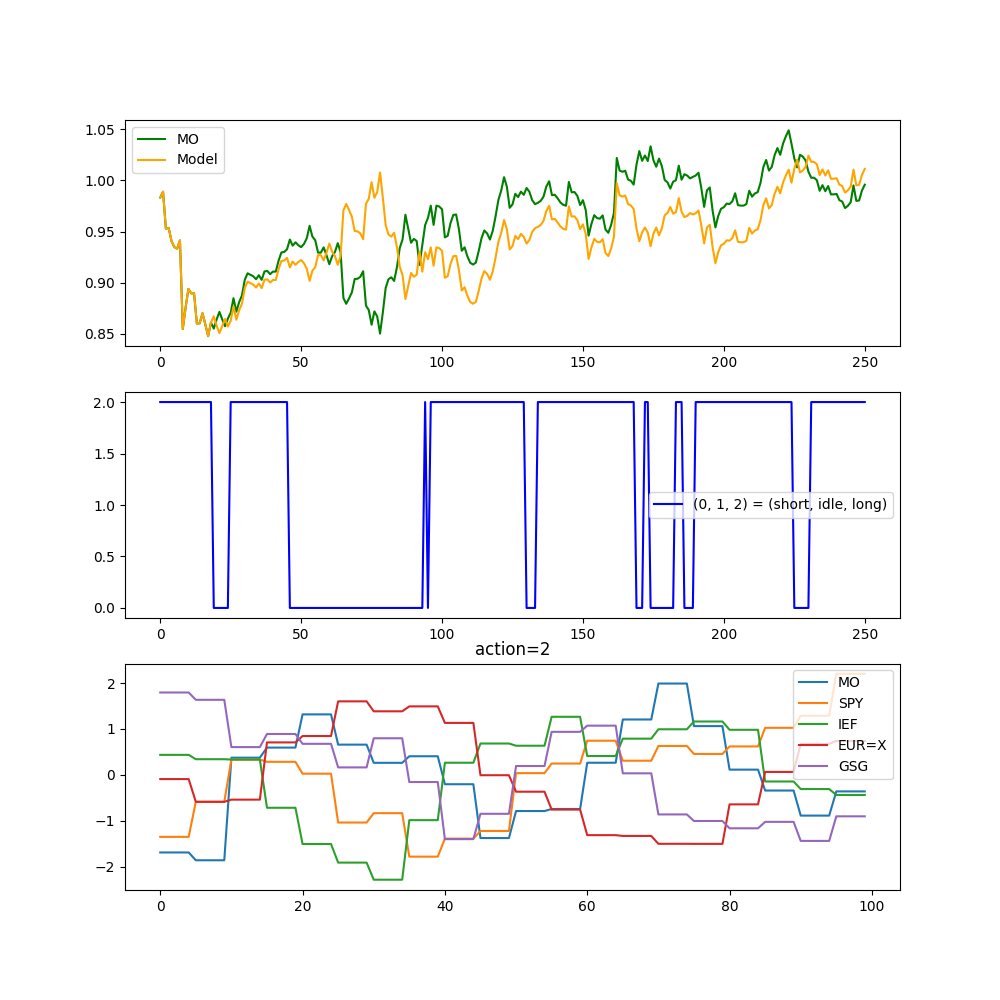 1.05
1.00
0.95
0.90
0.85
MO
Model
0 50 100 150 200 250
2.0
1.5
1.0
0.5
0.0
(0, 1, 2) = (short, idle, long)
0 50 100 150 200 250
action=2
2
1
0
−1
−2
MO
SPY
IEF
EUR=X
GSG
0 20 40 60 80 100